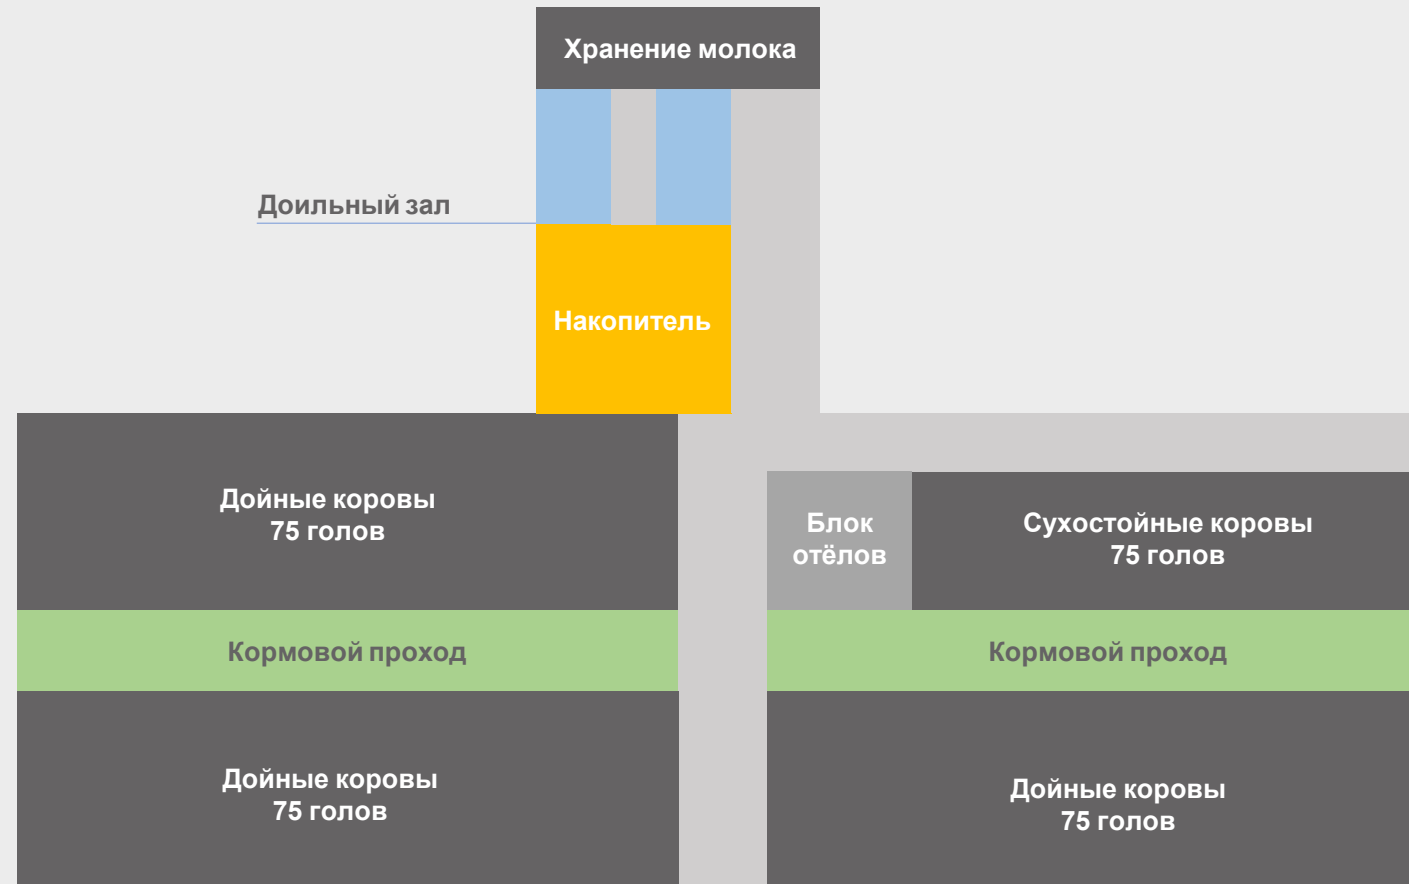 Хранение молока
Доильный зал
Накопитель
Дойные коровы
75 голов
Блок
отёлов
Сухостойные коровы
75 голов
Кормовой проход
Кормовой проход
Дойные коровы
75 голов
Дойные коровы
75 голов